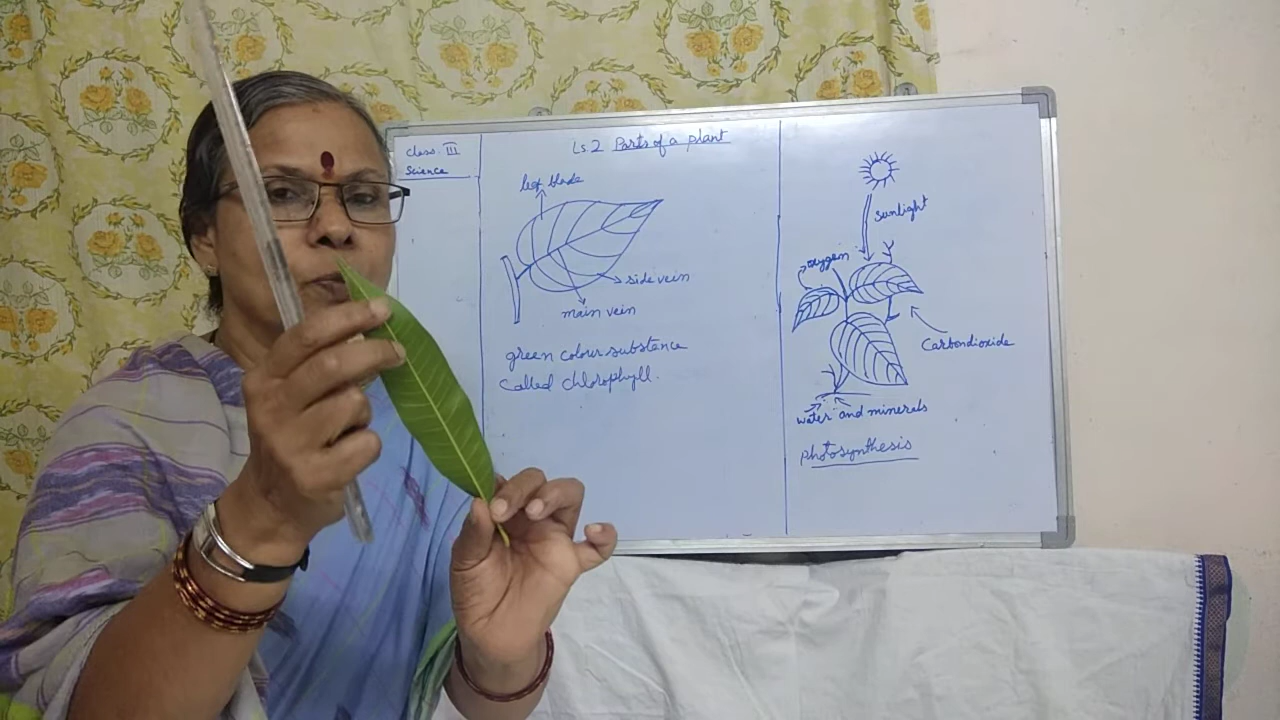 class: III
Science
Ls 2 Parts of a plant
leaf blade
side vein
main vein
green colour substance
Called chlorophyll.
sunlight
oxygen
Carbondioxide
water and minerals
photosynthesis